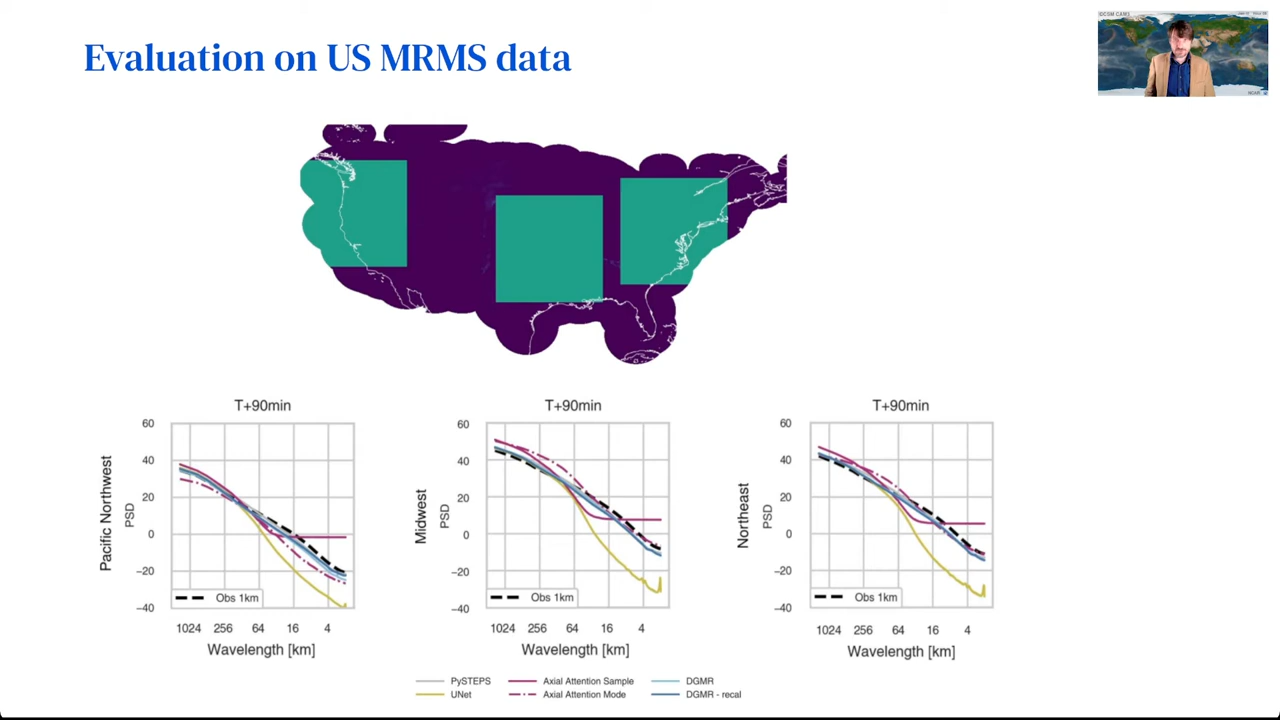 Evaluation on US MRMS data
T+90min
T+90min
T+90min
Pacific Northwest
PSD
60
40
20
0
−20
−40
Obs 1km
1024 256 64 16 4
Wavelength [km]
Midwest
PSD
60
40
20
0
−20
−40
Obs 1km
1024 256 64 16 4
Wavelength [km]
Northeast
PSD
60
40
20
0
−20
−40
Obs 1km
1024 256 64 16 4
Wavelength [km]
PySTEPS Axial Attention Sample DGMR
UNet Axial Attention Mode DGMR - recal